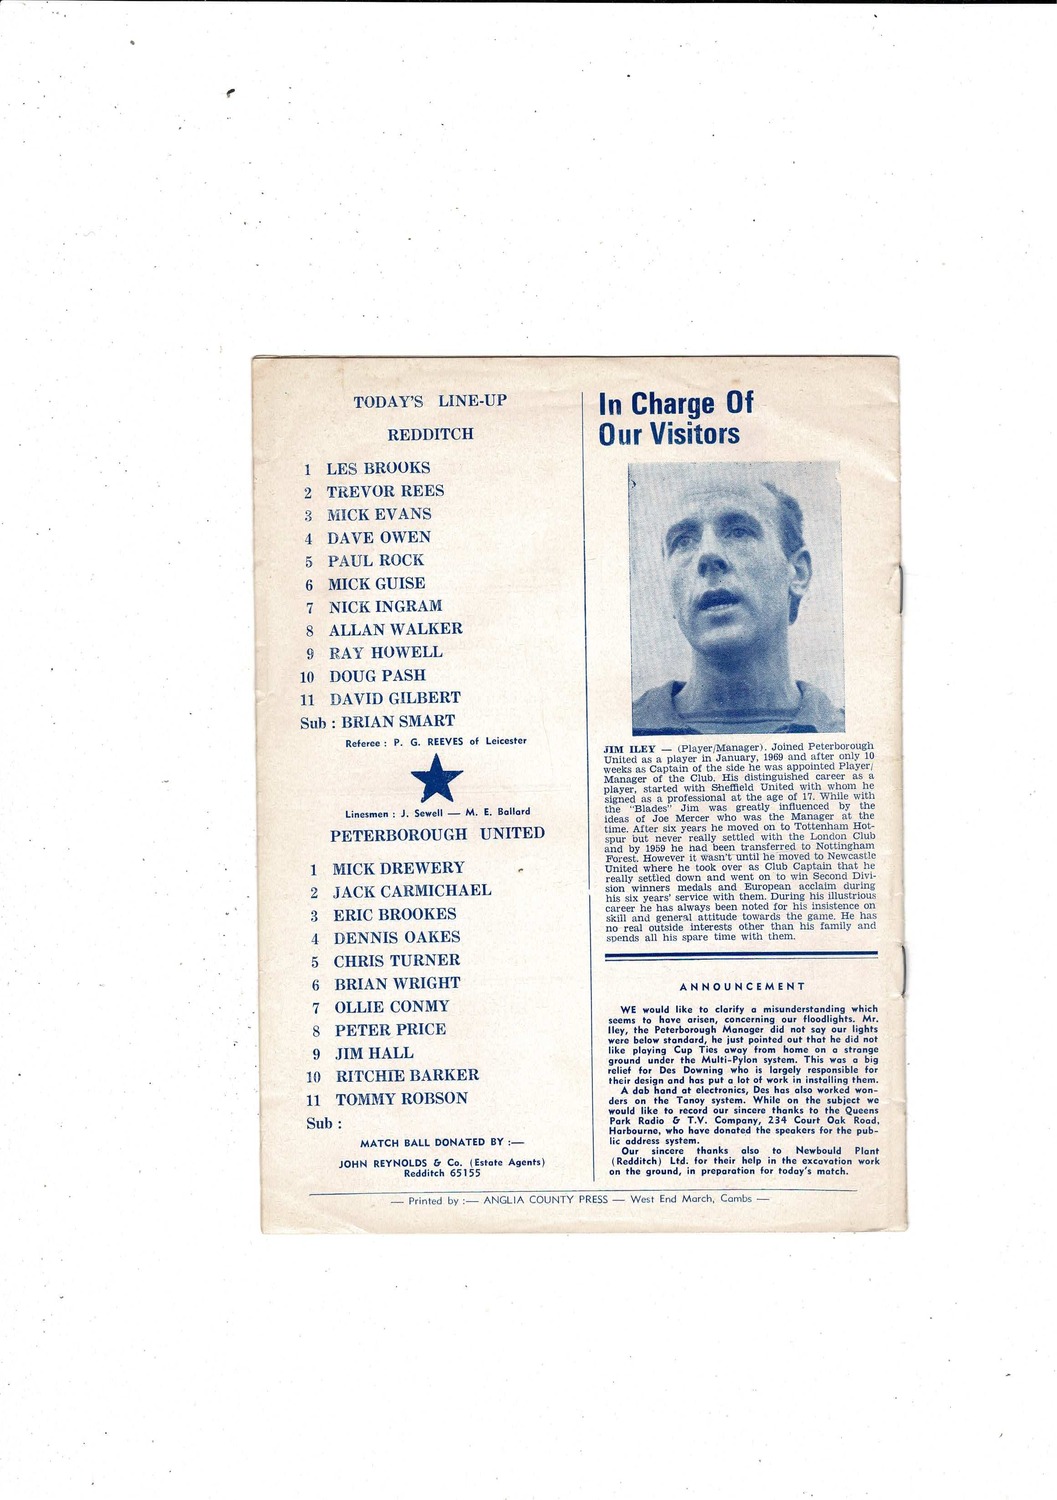 TODAY'S LINE-UP
REDDITCH
1 LES BROOKS
2 TREVOR REES
3 MICK EVANS
4 DAVE OWEN
5 PAUL ROCK
6 MICK GUISE
7 NICK INGRAM
8 ALLAN WALKER
9 RAY HOWELL
10 DOUG PASH
11 DAVID GILBERT
Sub : BRIAN SMART
Referee : P. G. REEVES of Leicester
Linesmen : J. Sewell — M. E. Ballard
PETERBOROUGH UNITED
1 MICK DREWERY
2 JACK CARMICHAEL
3 ERIC BROOKES
4 DENNIS OAKES
5 CHRIS TURNER
6 BRIAN WRIGHT
7 OLLIE CONMY
8 PETER PRICE
9 JIM HALL
10 RITCHIE BARKER
11 TOMMY ROBSON
Sub :
MATCH BALL DONATED BY :—
JOHN REYNOLDS & Co. (Estate Agents)
Redditch 65155
In Charge Of
Our Visitors
JIM ILEY — (Player/Manager). Joined Peterborough
United as a player in January, 1969 and after only 10
weeks as Captain of the side he was appointed Player/
Manager of the Club. His distinguished career as a
player, started with Sheffield United with whom he
signed as a professional at the age of 17. While with
the "Blades" Jim was greatly influenced by the
ideas of Joe Mercer who was the Manager at the
time. After six years he moved on to Tottenham Hot-
spur but never really settled with the London Club
and by 1959 he had been transferred to Nottingham
Forest. However it wasn't until he moved to Newcastle
United where he took over as Club Captain that he
really settled down and went on to win Second Divi-
sion winners medals and European acclaim during
his six years' service with them. During his illustrious
career he has always been noted for his insistence on
skill and general attitude towards the game. He has
no real outside interests other than his family and
spends all his spare time with them.
ANNOUNCEMENT
WE would like to clarify a misunderstanding which
seems to have arisen, concerning our floodlights. Mr.
Iley, the Peterborough Manager did not say our lights
were below standard, he just pointed out that he did not
like playing Cup Ties away from home on a strange
ground under the Multi-Pylon system. This was a big
relief for Des Downing who is largely responsible for
their design and has put a lot of work in installing them.
A dab hand at electronics, Des has also worked won-
ders on the Tanoy system. While on the subject we
would like to record our sincere thanks to the Queens
Park Radio & T.V. Company, 234 Court Oak Road,
Harbourne, who have donated the speakers for the pub-
lic address system.
Our sincere thanks also to Newbould Plant
(Redditch) Ltd. for their help in the excavation work
on the ground, in preparation for today's match.
— Printed by :— ANGLIA COUNTY PRESS — West End March, Cambs —